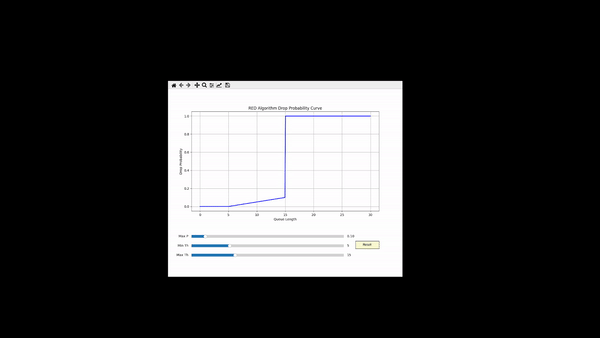 RED Algorithm Drop Probability Curve
1.0
0.8
0.6
0.4
0.2
0.0
Drop Probability
0 5 10 15 20 25 30
Queue Length
Max P 0.10
Min Th 5
Max Th 15
Reset